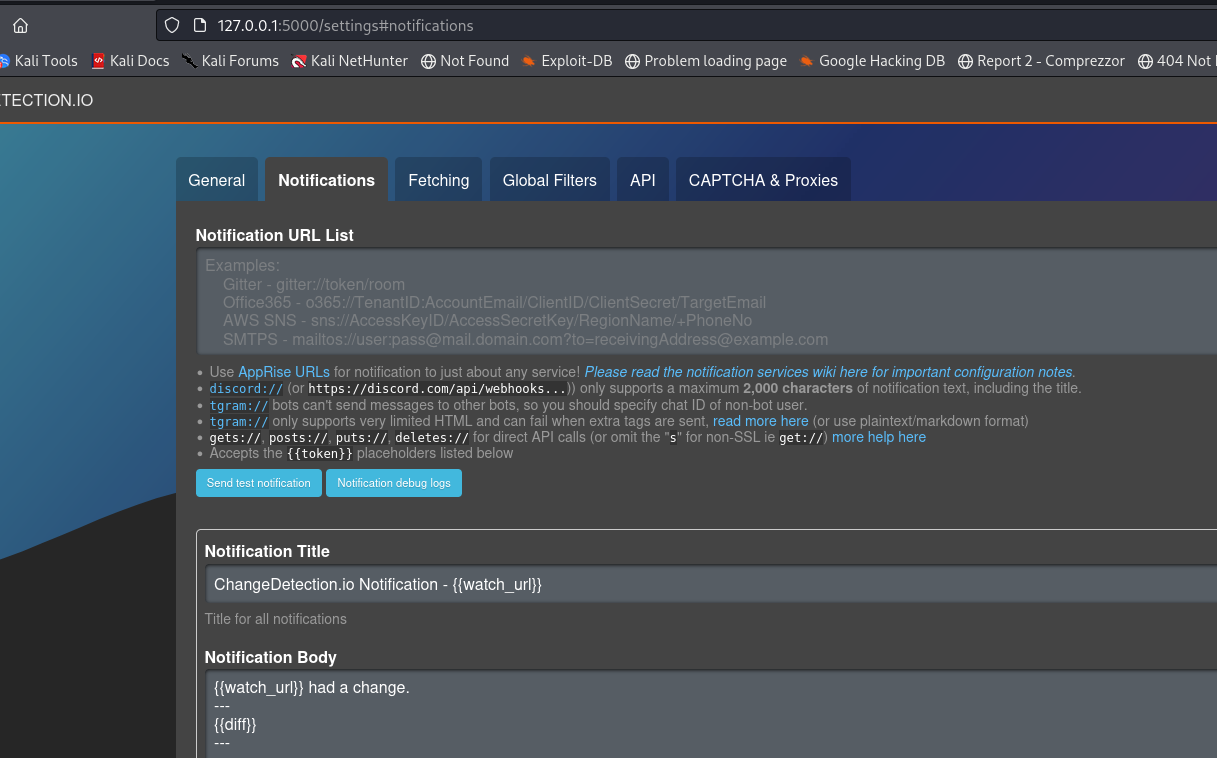 127.0.0.1:5000/settings#notifications
Kali Tools Kali Docs Kali Forums Kali NetHunter Not Found Exploit-DB Problem loading page Google Hacking DB Report 2 - Comprezzor 404 Not
TECTION.IO
General Notifications Fetching Global Filters API CAPTCHA & Proxies
Notification URL List
Examples:
Gitter - gitter://token/room
Office365 - o365://TenantID:AccountEmail/ClientID/ClientSecret/TargetEmail
AWS SNS - sns://AccessKeyID/AccessSecretKey/RegionName/+PhoneNo
SMTPS - mailtos://user:pass@mail.domain.com?to=receivingAddress@example.com
• Use AppRise URLs for notification to just about any service! Please read the notification services wiki here for important configuration notes.
• discord:// (or https://discord.com/api/webhooks...)) only supports a maximum 2,000 characters of notification text, including the title.
• tgram:// bots can't send messages to other bots, so you should specify chat ID of non-bot user.
• tgram:// only supports very limited HTML and can fail when extra tags are sent, read more here (or use plaintext/markdown format)
• gets://, posts://, puts://, deletes:// for direct API calls (or omit the "s" for non-SSL ie get://) more help here
• Accepts the {{token}} placeholders listed below
Send test notification Notification debug logs
Notification Title
ChangeDetection.io Notification - {{watch_url}}
Title for all notifications
Notification Body
{{watch_url}} had a change.
---
{{diff}}
---